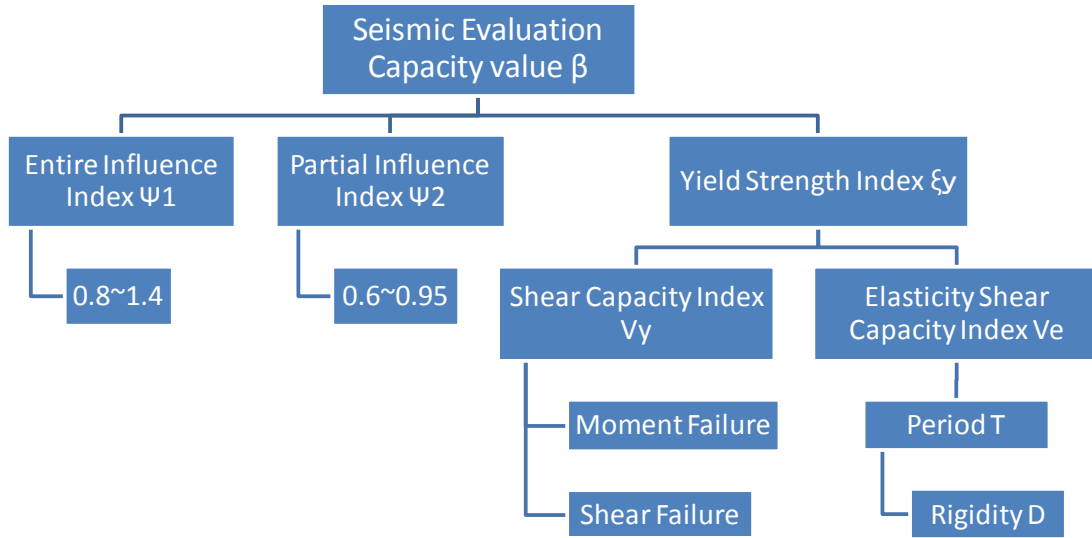 Seismic Evaluation
Capacity value β
Entire Influence
Index Ψ1
Partial Influence
Index Ψ2
Yield Strength Index ξy
0.8~1.4
0.6~0.95
Shear Capacity Index
Vy
Elasticity Shear
Capacity Index Ve
Moment Failure
Period T
Shear Failure
Rigidity D